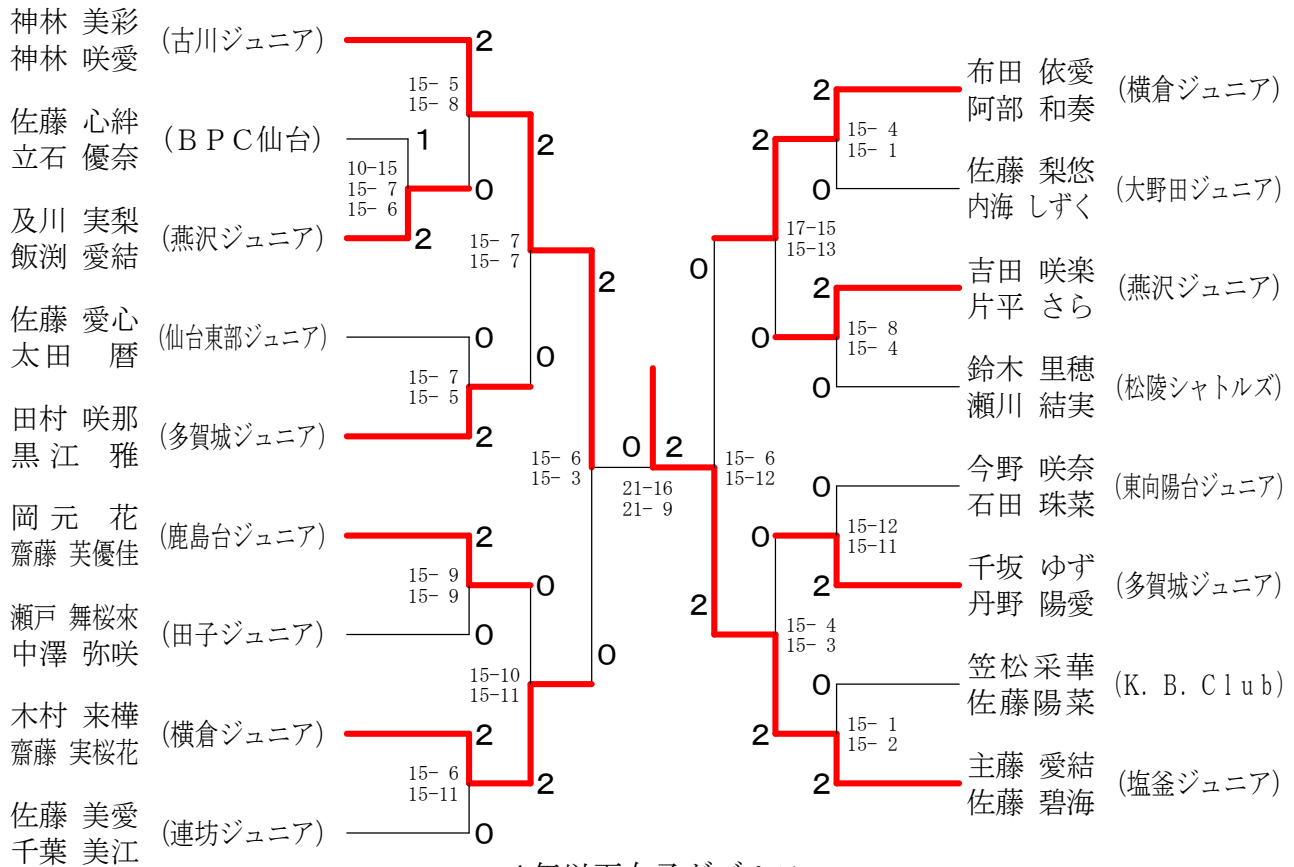 神林 美彩
神林 咲愛
(古川ジュニア)
2
15- 5
15- 8
佐藤 心絆
立石 優奈
(ＢＰＣ仙台)
1
10-15
15- 7
15- 6
0
2
及川 実梨
飯渕 愛結
(燕沢ジュニア)
2
15- 7
15- 7
2
佐藤 愛心
太田 暦
(仙台東部ジュニア)
0
0
15- 7
15- 5
田村 咲那
黒江 雅
(多賀城ジュニア)
2
15- 6
15- 3
岡元 花
齋藤 芙優佳
(鹿島台ジュニア)
2
0
15- 9
15- 9
瀬戸 舞桜來
中澤 弥咲
(田子ジュニア)
0
0
15-10
15-11
木村 来樺
齋藤 実桜花
(横倉ジュニア)
2
2
15- 6
15-11
佐藤 美愛
千葉 美江
(連坊ジュニア)
0
0 2
21-16
21- 9
布田 依愛
阿部 和奏
(横倉ジュニア)
2
2
15- 4
15- 1
佐藤 梨悠
内海 しずく
(大野田ジュニア)
0
17-15
15-13
0
吉田 咲楽
片平 さら
(燕沢ジュニア)
2
0
15- 8
15- 4
鈴木 里穂
瀬川 結実
(松陵シャトルズ)
0
15- 6
15-12
今野 咲奈
石田 珠菜
(東向陽台ジュニア)
0
0
15-12
15-11
千坂 ゆず
丹野 陽愛
(多賀城ジュニア)
2
2
15- 4
15- 3
笠松采華
佐藤陽菜
(K. B. Club)
0
2
15- 1
15- 2
主藤 愛結
佐藤 碧海
(塩釜ジュニア)
2